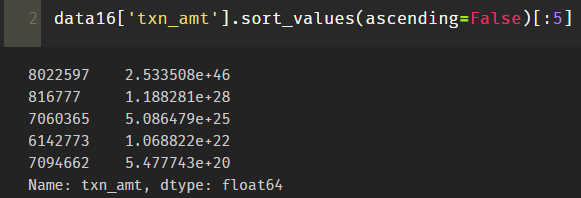 2 data16['txn_amt'].sort_values(ascending=False)[:5]
8022597    2.533508e+46
816777     1.188281e+28
7060365    5.086479e+25
6142773    1.068822e+22
7094662    5.477743e+20
Name: txn_amt, dtype: float64